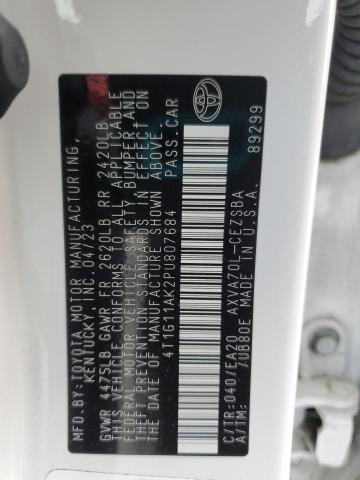 MFD.BY:TOYOTA MOTOR MANUFACTURING,
KENTUCKY, INC.04/23
GVWR 4475LB GAWR FR 2620LB RR 2420LB
THIS VEHICLE CONFORMS TO ALL APPLICABLE
FEDERAL MOTOR VEHICLE SAFETY, BUMPER, AND
THEFT PREVENTION STANDARDS IN EFFECT ON
THE DATE OF MANUFACTURE SHOWN ABOVE.
4T1G11AK2PU807684 PASS.CAR
C/TR:040/EA20 AXVA70L-CEZSBA
A/TM: /UB80E MADE IN U.S.A. 89299